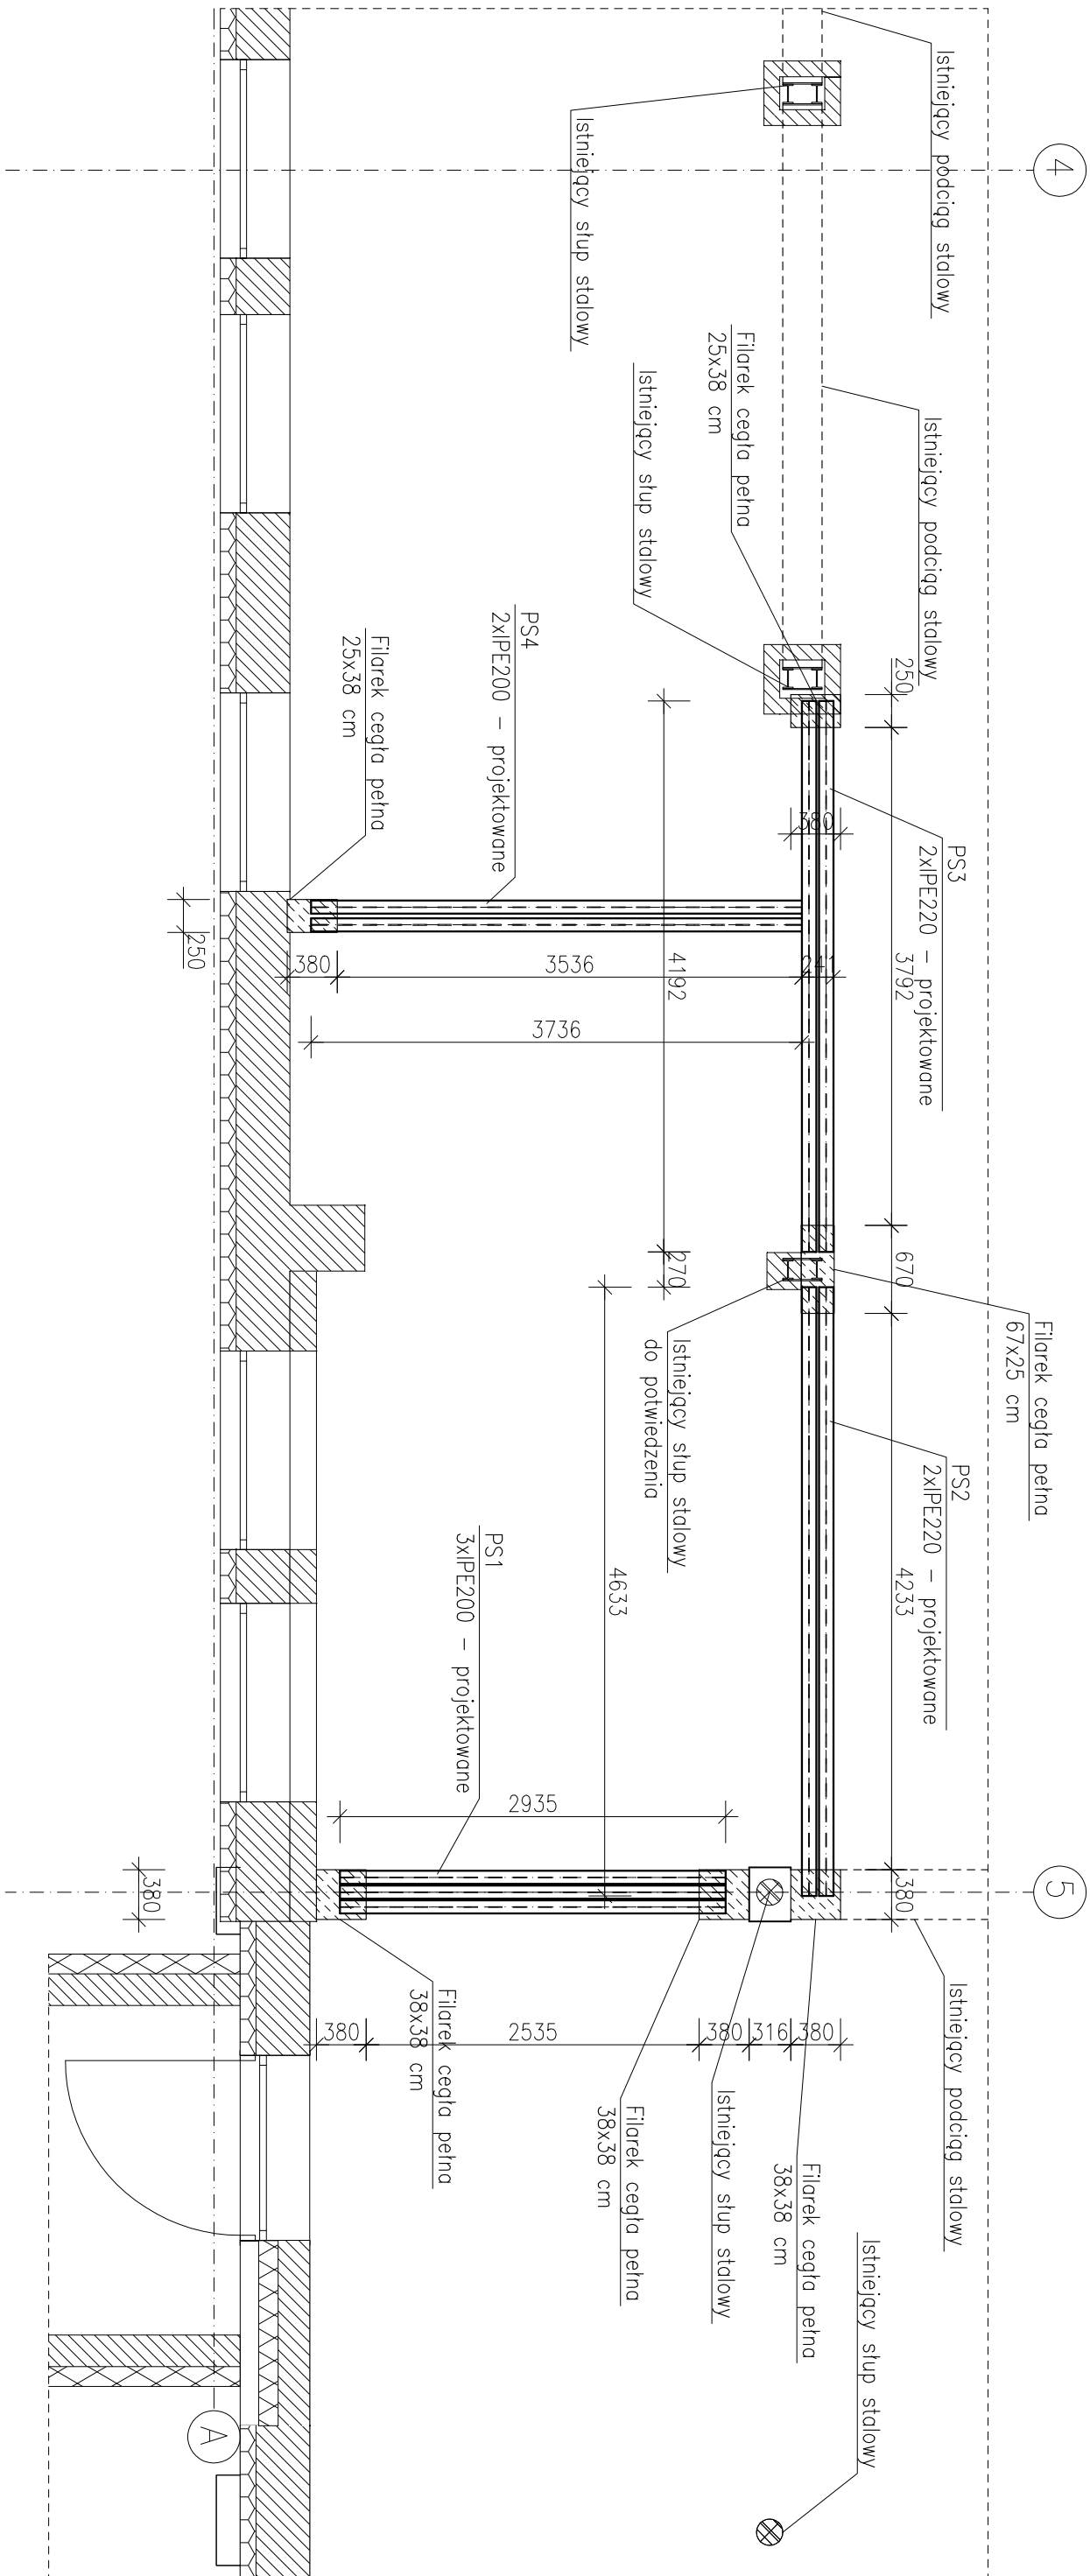 4
Istniejący podciąg stalowy
Istniejący słup stalowy
Istniejący podciąg stalowy
Filarek cegła pełna
25x38 cm
Istniejący słup stalowy
250
PS3
2xIPE220 – projektowane
3792
380
PS4
2xIPE200 – projektowane
Filarek cegła pełna
25x38 cm
250
380
3536
241
3736
4192
270
670
Filarek cegła pełna
67x25 cm
Istniejący słup stalowy
do potwiedzenia
PS2
2xIPE220 – projektowane
4233
4633
PS1
3xIPE200 – projektowane
2935
5
380
380
Istniejący podciąg stalowy
380
2535
380
316
380
Filarek cegła pełna
38x38 cm
Filarek cegła pełna
38x38 cm
Istniejący słup stalowy
Filarek cegła pełna
38x38 cm
Istniejący słup stalowy
A